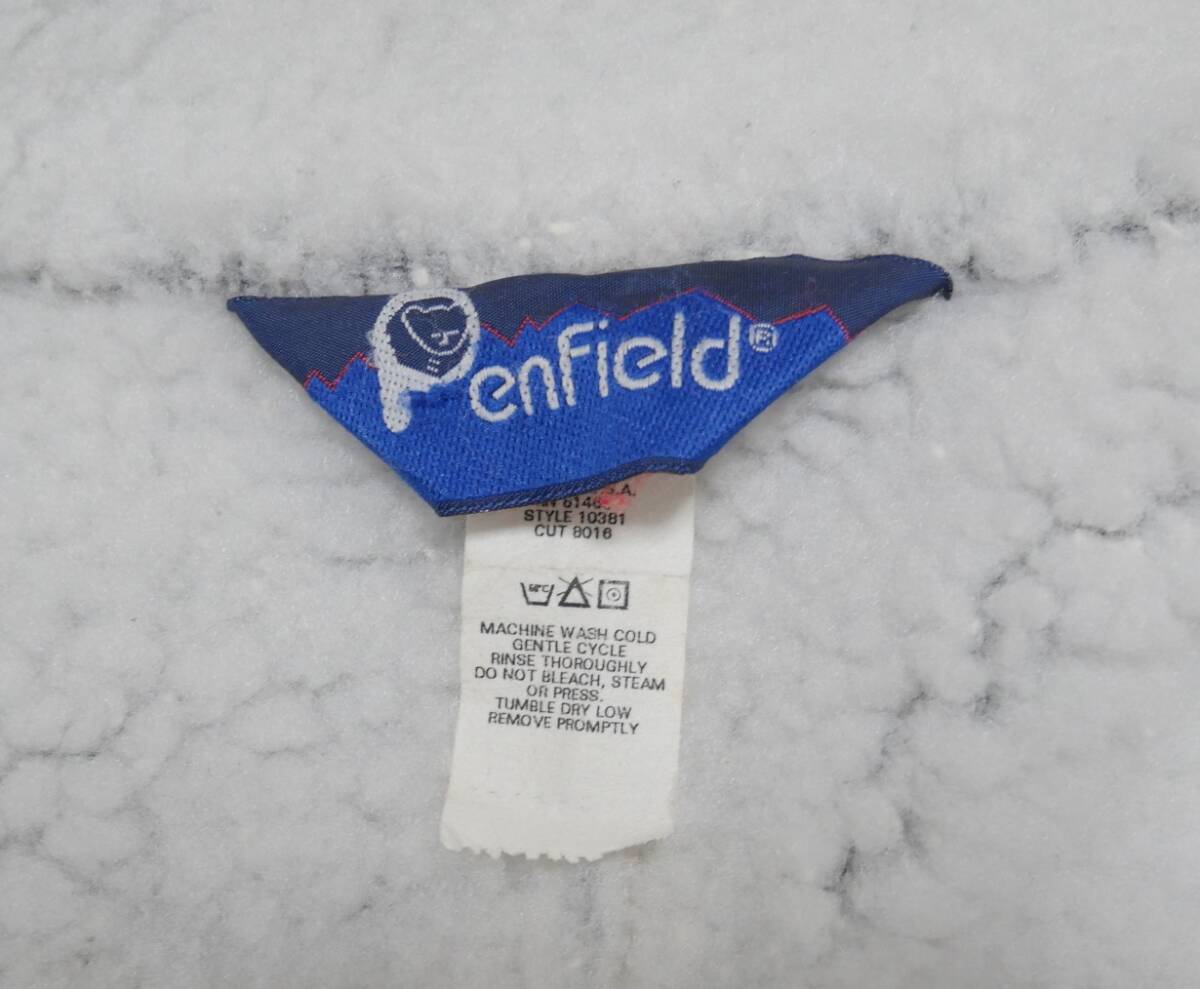 Penfield®
S.A.
STYLE 10381
CUT 8016
MACHINE WASH COLD
GENTLE CYCLE
RINSE THOROUGHLY
DO NOT BLEACH, STEAM
OR PRESS.
TUMBLE DRY LOW
REMOVE PROMPTLY